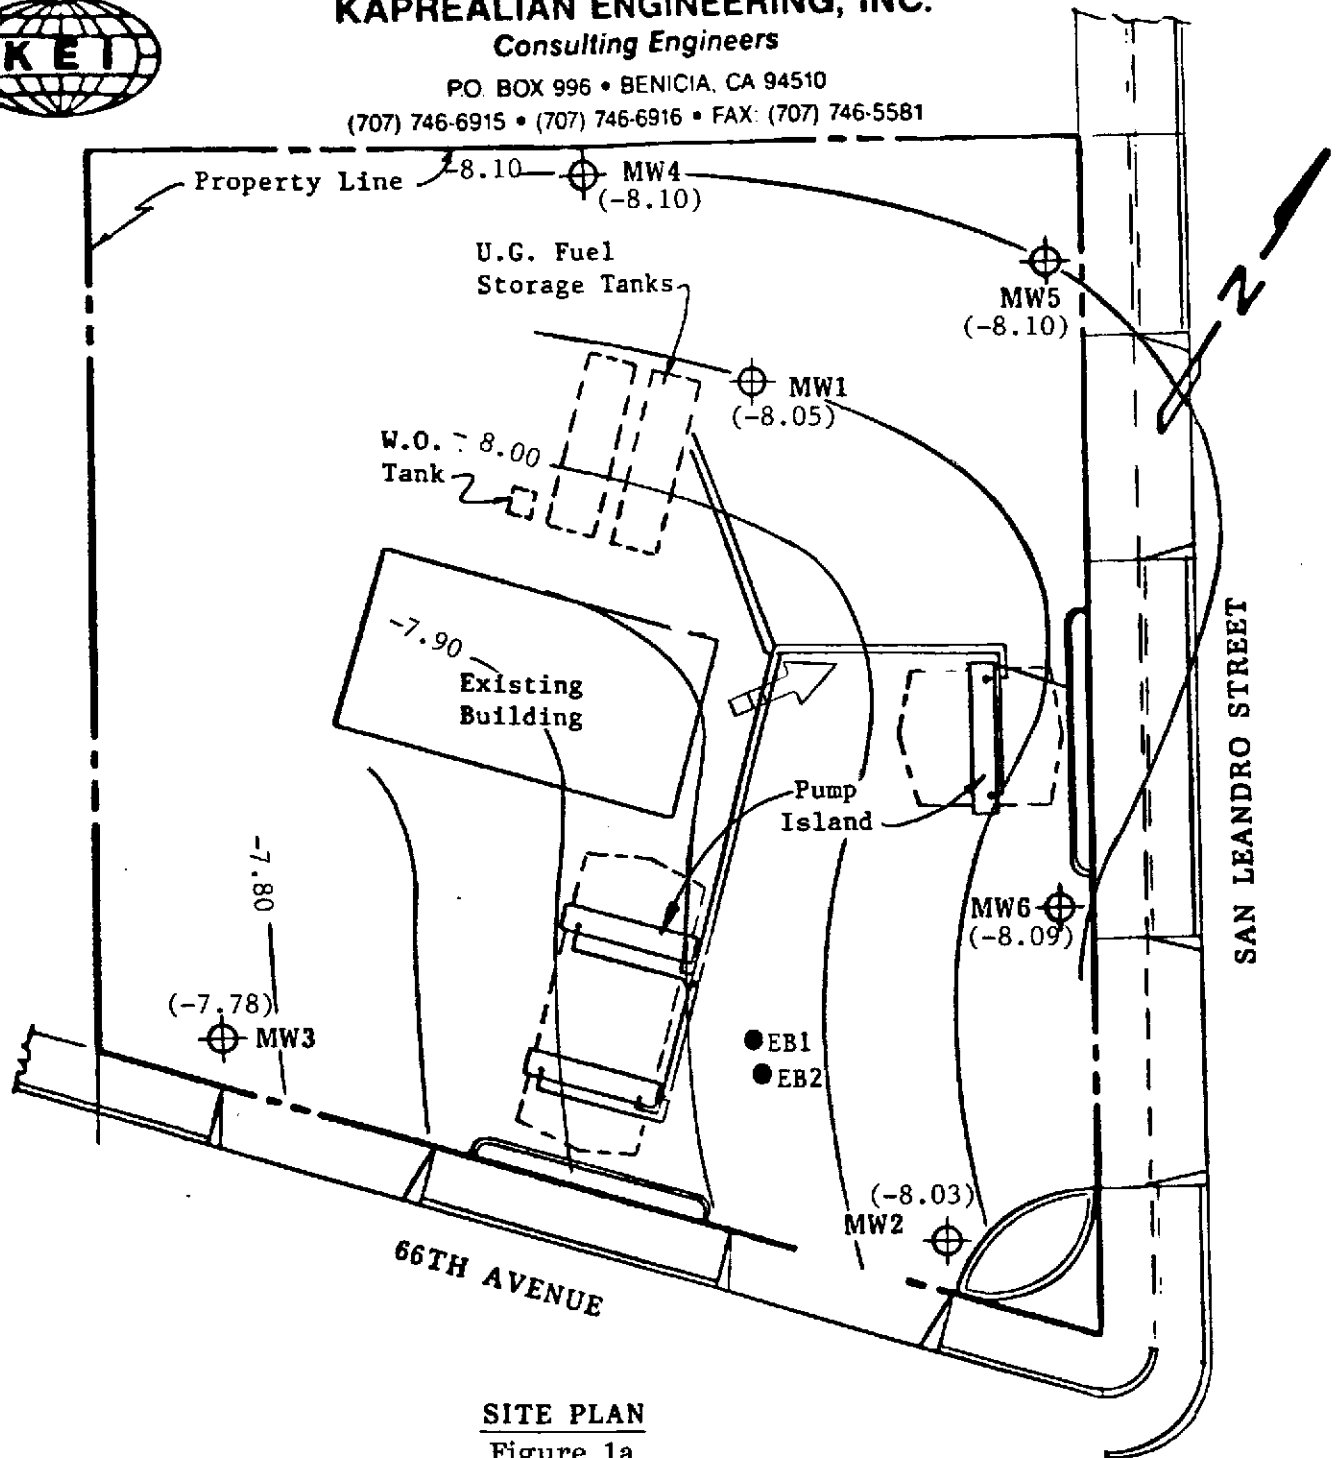 KAPREALIAN ENGINEERING, INC.
KEI
Consulting Engineers
P.O. BOX 996 • BENICIA, CA 94510
(707) 746-6915 • (707) 746-6916 • FAX: (707) 746-5581
Property Line
-8.10
MW4
(-8.10)
U.G. Fuel
Storage Tanks
MW5
(-8.10)
N
MW1
(-8.05)
W.O.
Tank
-8.00
-7.90
Existing
Building
Pump
Island
SAN LEANDRO STREET
-7.80
MW6
(-8.09)
(-7.78)
MW3
EB1
EB2
(-8.03)
MW2
66TH AVENUE
SITE PLAN
Figure 1a